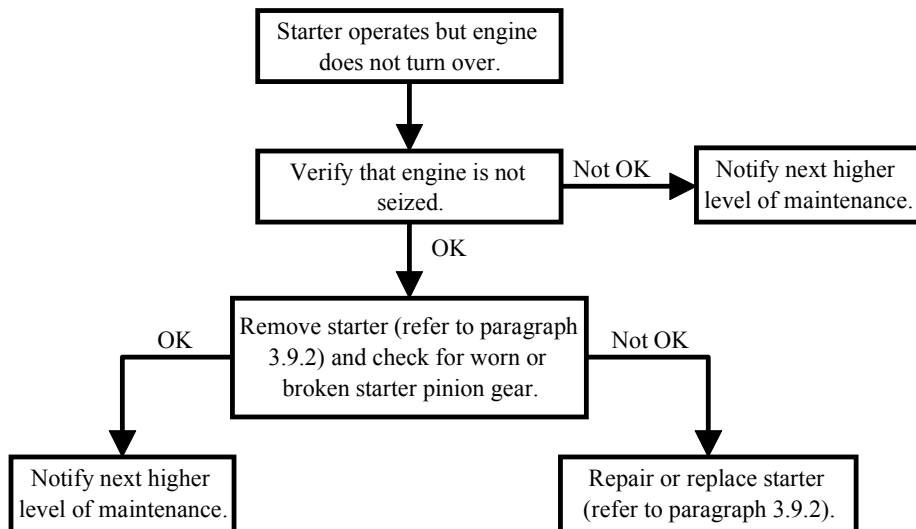 Starter operates but engine
does not turn over.
Verify that engine is not
seized.
Not OK
Notify next higher
level of maintenance.
OK
OK
Remove starter (refer to paragraph
3.9.2) and check for worn or
broken starter pinion gear.
Not OK
Notify next higher
level of maintenance.
Repair or replace starter
(refer to paragraph 3.9.2).